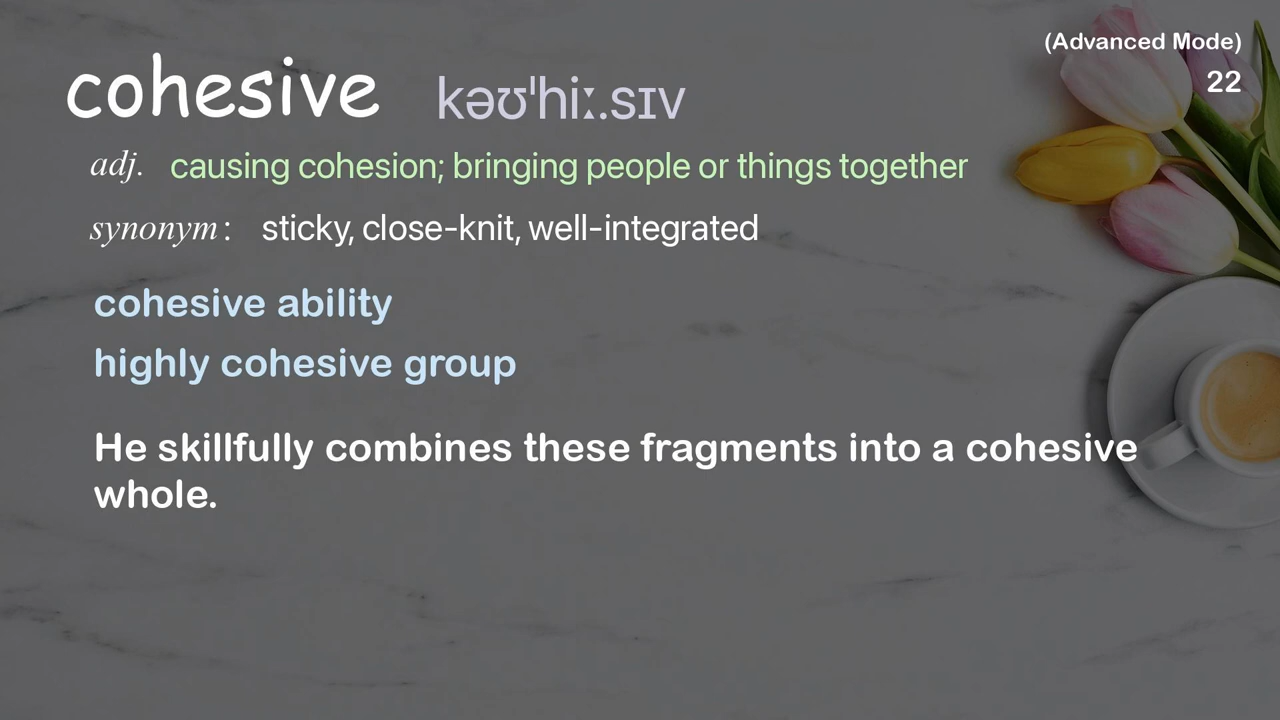 (Advanced Mode)
22
cohesive kəʊˈhiː.sɪv
adj. causing cohesion; bringing people or things together
synonym: sticky, close-knit, well-integrated
cohesive ability
highly cohesive group
He skillfully combines these fragments into a cohesive
whole.